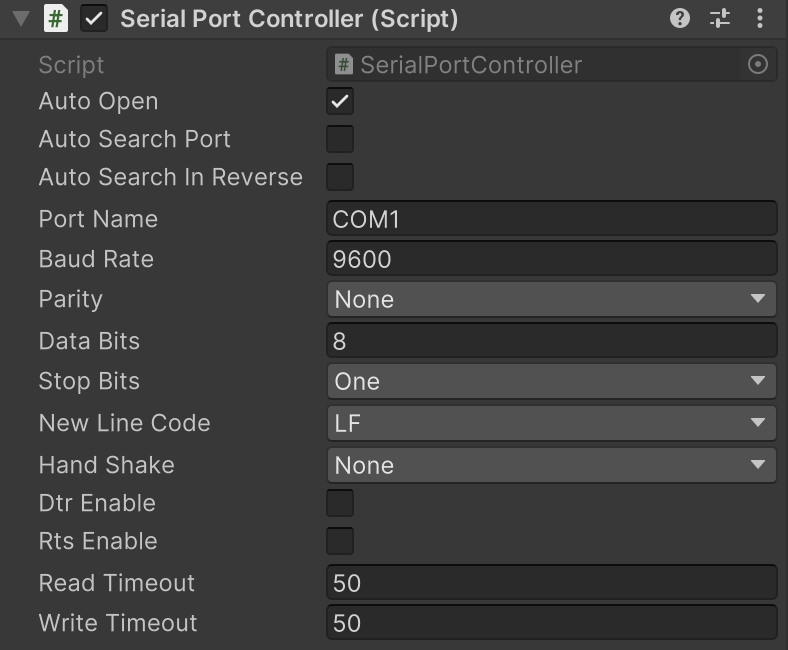 Serial Port Controller (Script)
Script SerialPortController
Auto Open
Auto Search Port
Auto Search In Reverse
Port Name COM1
Baud Rate 9600
Parity None
Data Bits 8
Stop Bits One
New Line Code LF
Hand Shake None
Dtr Enable
Rts Enable
Read Timeout 50
Write Timeout 50